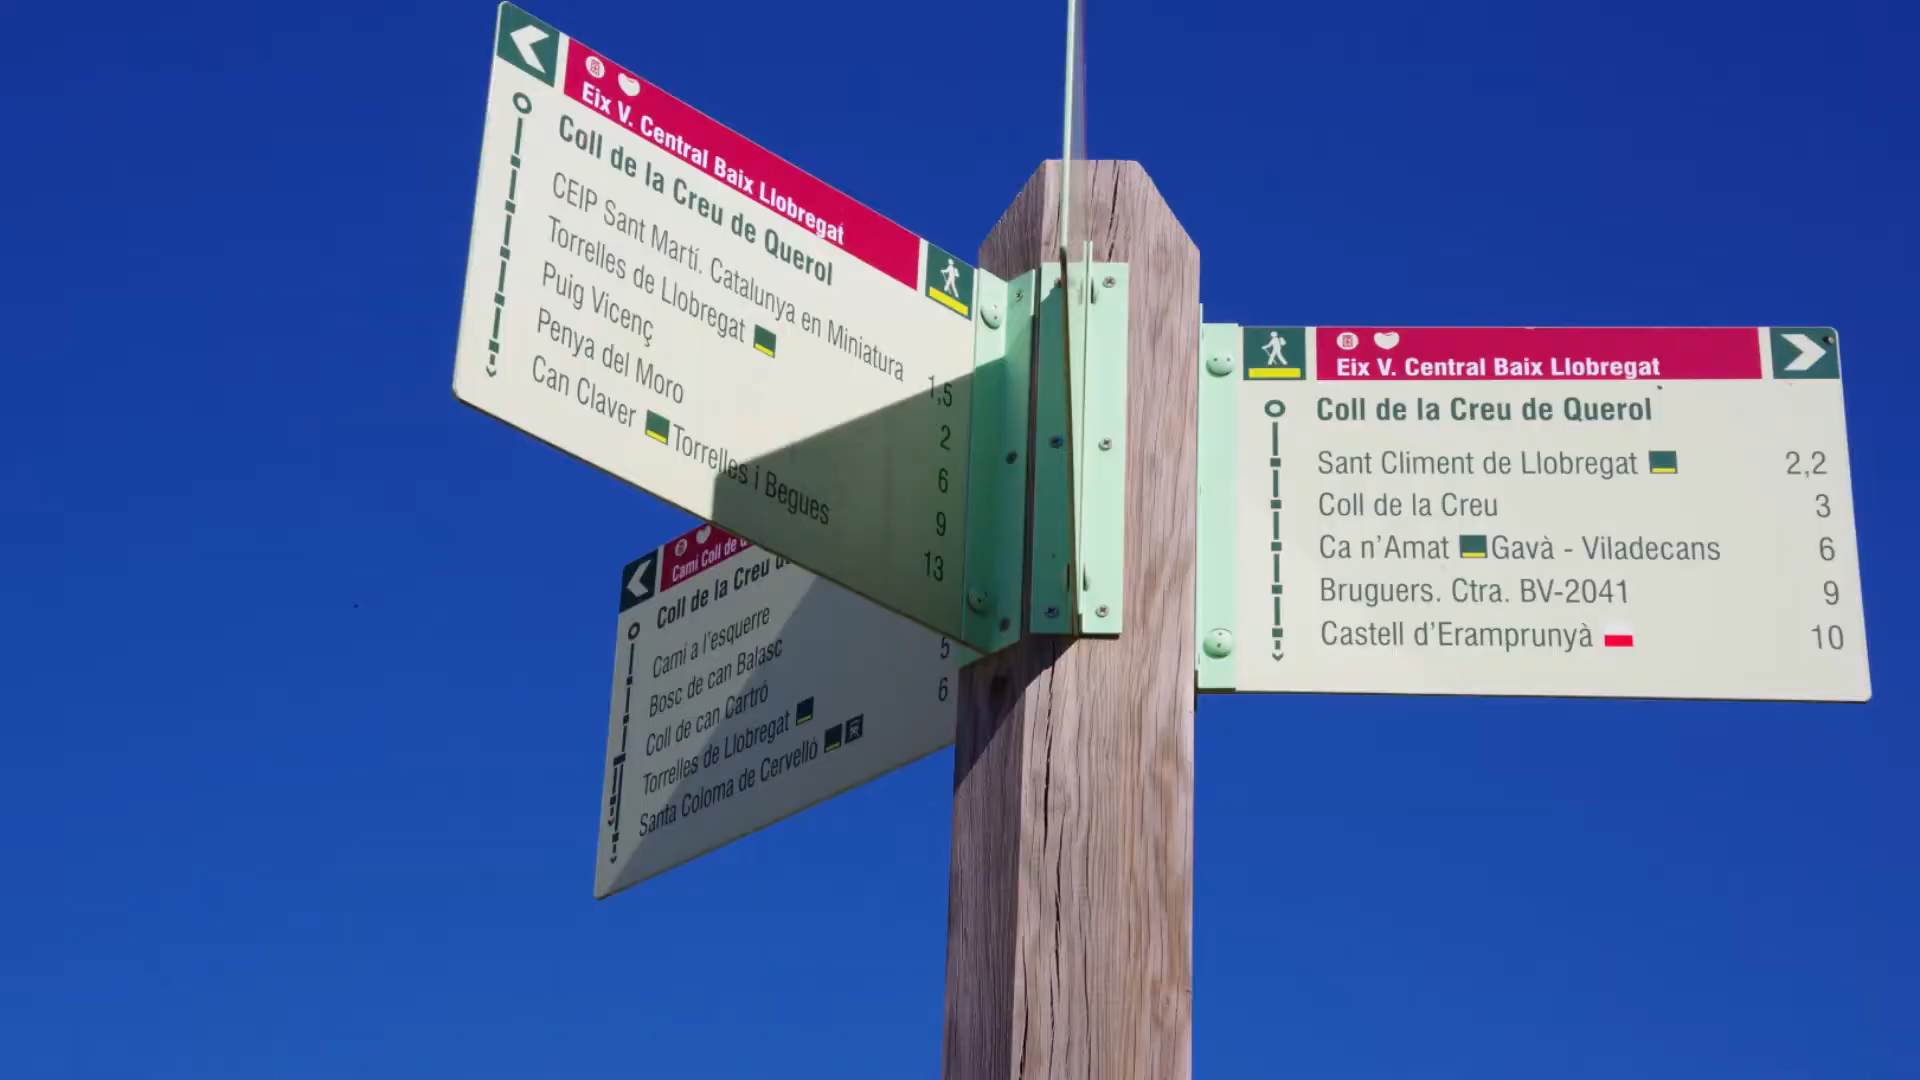 Eix V. Central Baix Llobregat
Coll de la Creu de Querol
CEIP Sant Martí. Catalunya en Miniatura 1,5
Torrelles de Llobregat 2
Puig Vicenç 6
Penya del Moro 9
Can Claver Torrelles i Begues 13
Camí Coll de
Coll de la Creu
Camí a l'esquerre
Bosc de can Balasc
Coll de can Cartró
Torrelles de Llobregat 5
Santa Coloma de Cervelló 6
Eix V. Central Baix Llobregat
Coll de la Creu de Querol
Sant Climent de Llobregat 2,2
Coll de la Creu 3
Ca n'Amat Gavà - Viladecans 6
Bruguers. Ctra. BV-2041 9
Castell d'Eramprunyà 10